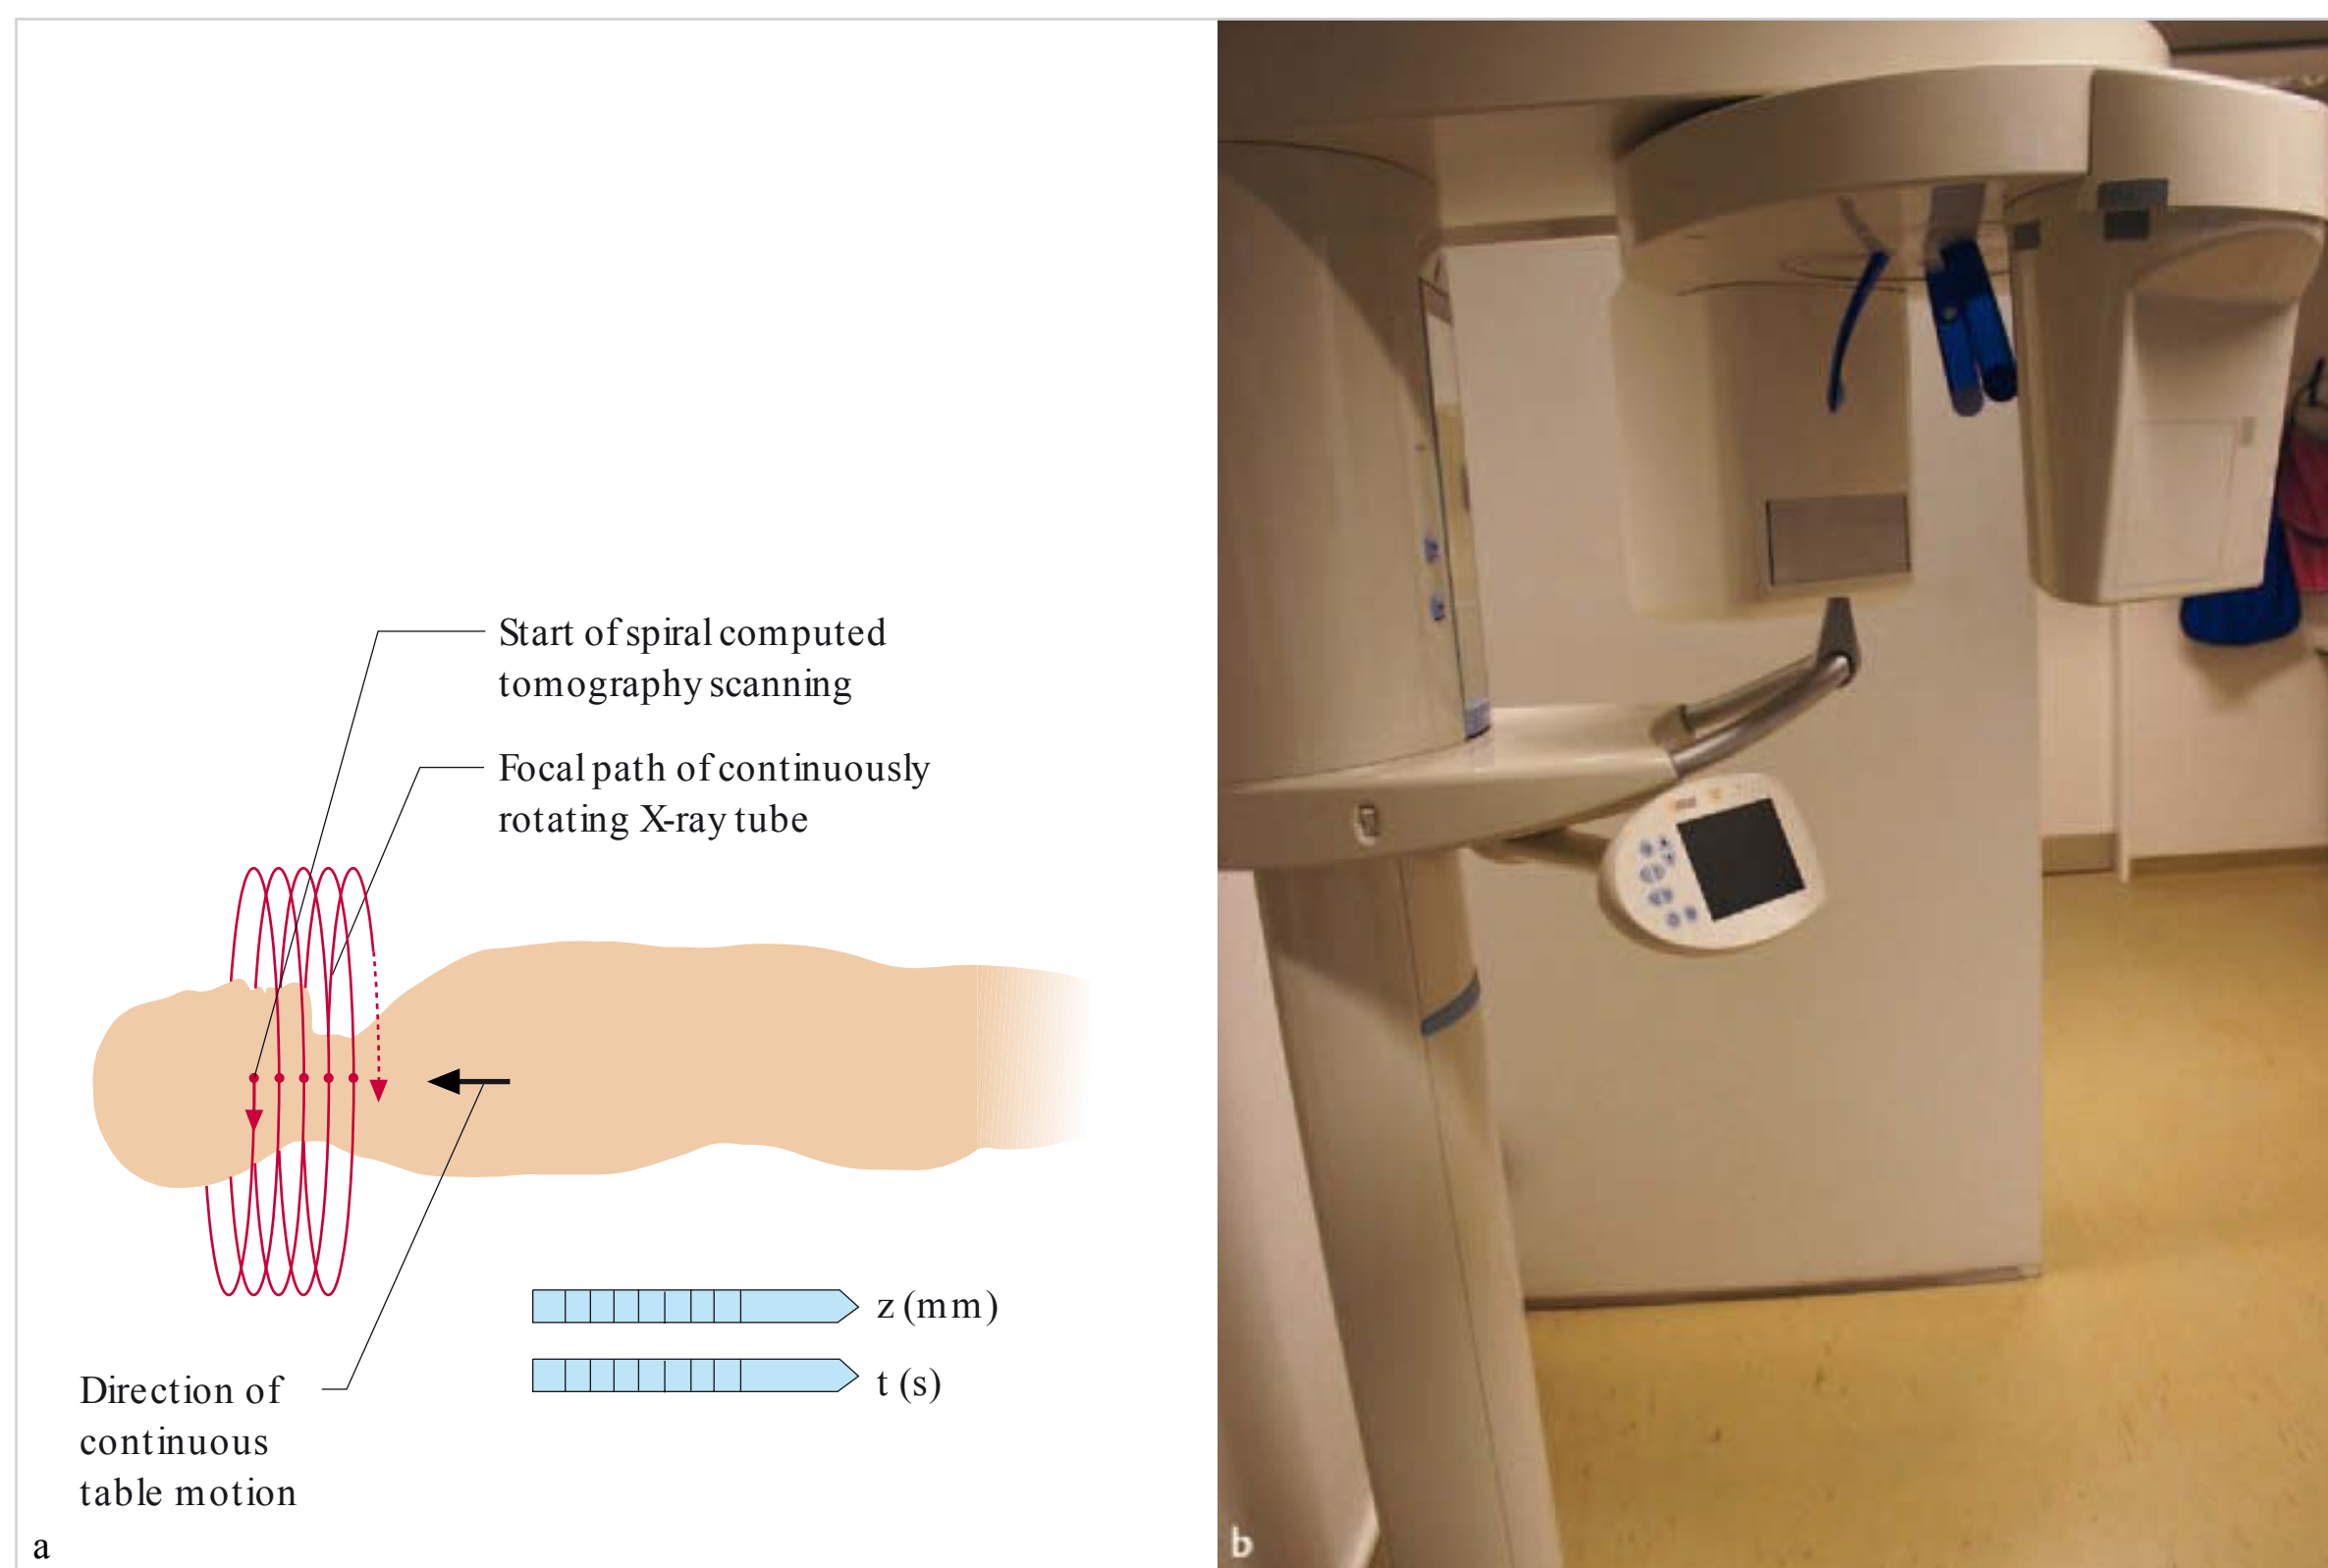 Start of spiral computed
tomography scanning
Focal path of continuously
rotating X-ray tube
z (mm)
t (s)
Direction of
continuous
table motion
a
b